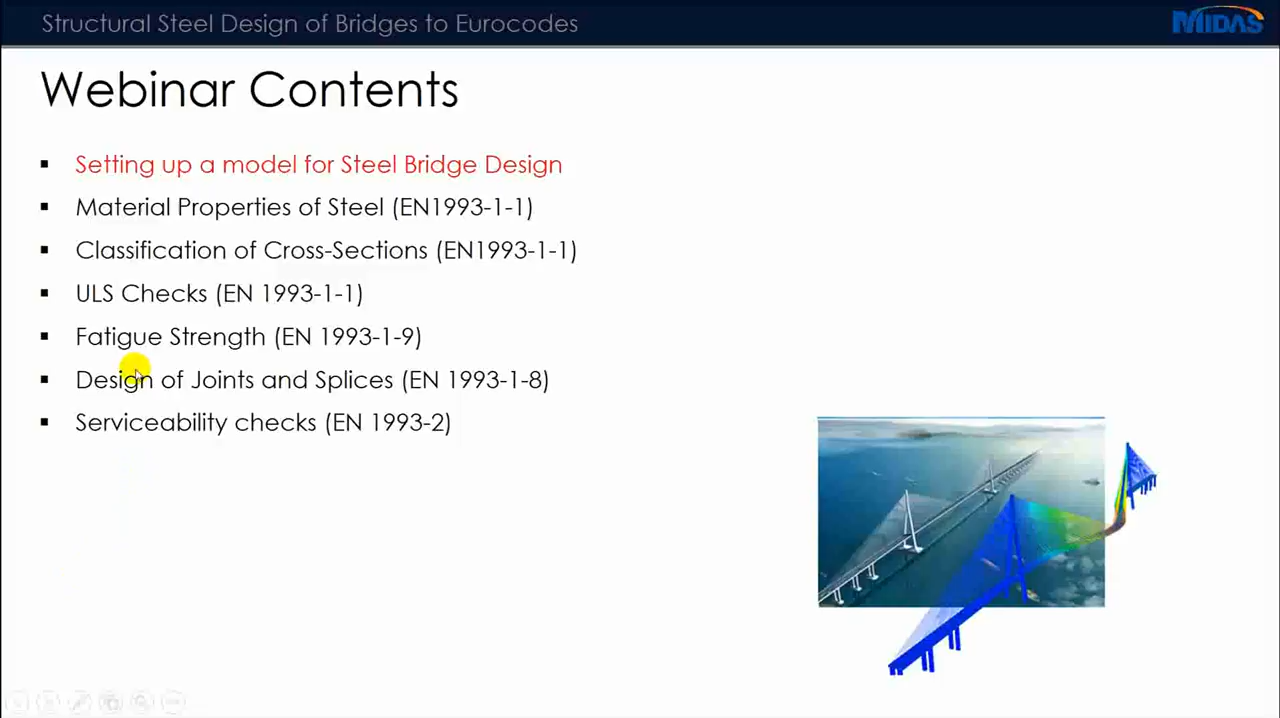 Structural Steel Design of Bridges to Eurocodes
MIDAS
Webinar Contents
Setting up a model for Steel Bridge Design
Material Properties of Steel (EN1993-1-1)
Classification of Cross-Sections (EN1993-1-1)
ULS Checks (EN 1993-1-1)
Fatigue Strength (EN 1993-1-9)
Design of Joints and Splices (EN 1993-1-8)
Serviceability checks (EN 1993-2)